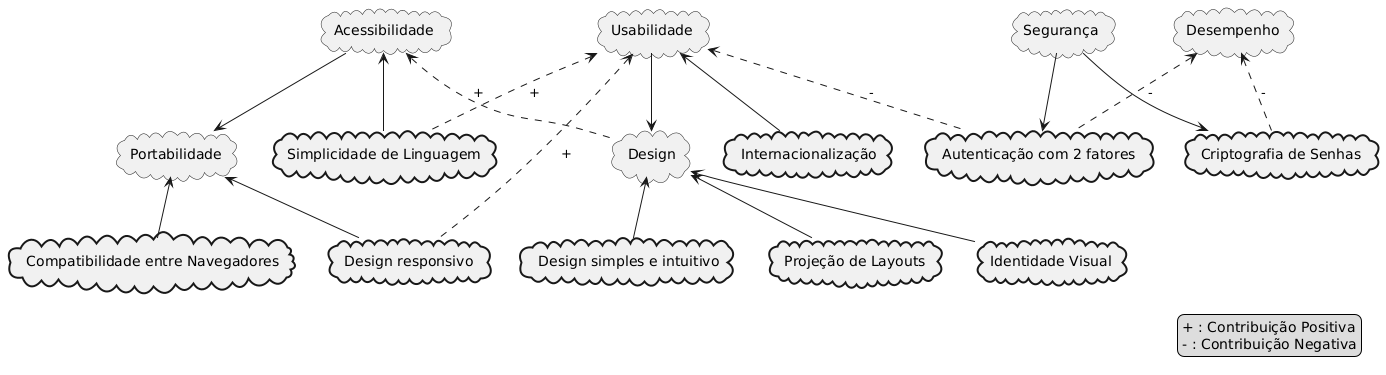 Acessibilidade
Usabilidade
Segurança
Desempenho
+
+
-
-
-
Portabilidade
Simplicidade de Linguagem
+
Design
Internacionalização
Autenticação com 2 fatores
Criptografia de Senhas
Compatibilidade entre Navegadores
Design responsivo
Design simples e intuitivo
Projeção de Layouts
Identidade Visual
+ : Contribuição Positiva
- : Contribuição Negativa